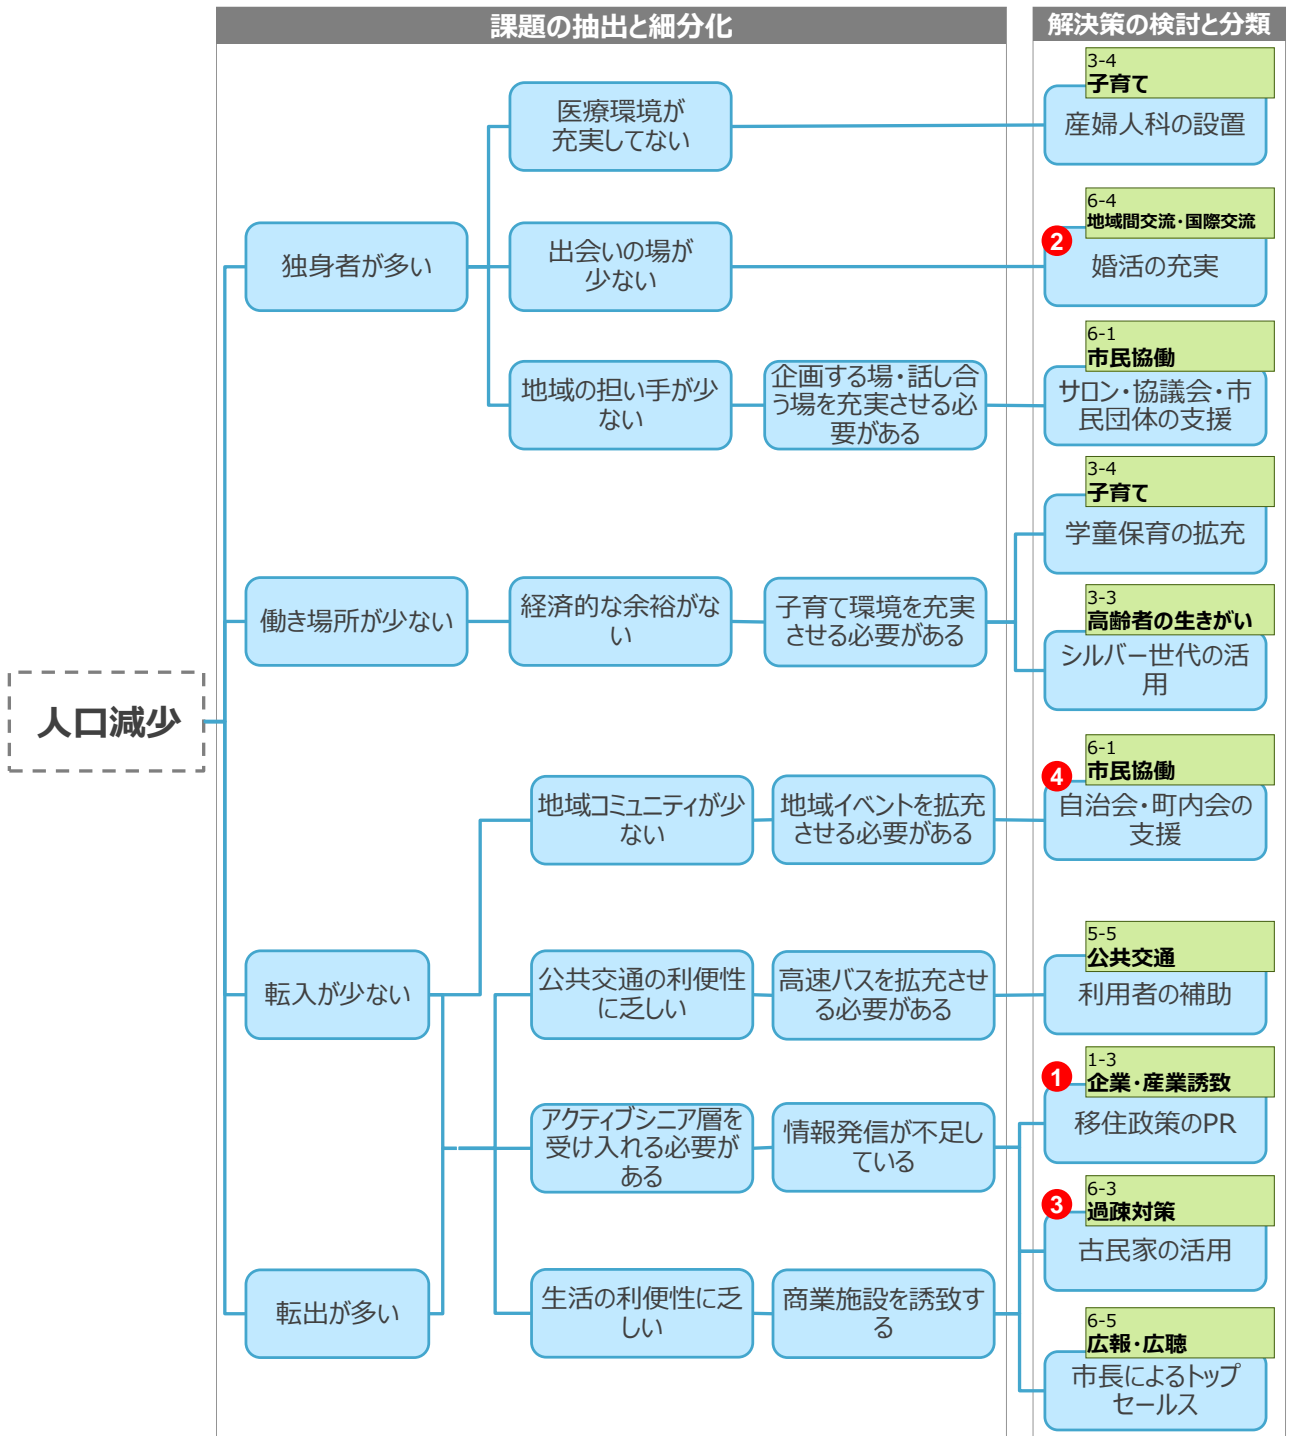 課題の抽出と細分化
解決策の検討と分類
人口減少
独身者が多い
医療環境が
充実してない
3-4
子育て
産婦人科の設置
出会いの場が
少ない
6-4
地域間交流・国際交流
2
婚活の充実
地域の担い手が少
ない
企画する場・話し合
う場を充実させる必
要がある
6-1
市民協働
サロン・協議会・市
民団体の支援
働き場所が少ない
経済的な余裕がな
い
子育て環境を充実
させる必要がある
3-4
子育て
学童保育の拡充
3-3
高齢者の生きがい
シルバー世代の活
用
転入が少ない
転出が多い
地域コミュニティが少
ない
地域イベントを拡充
させる必要がある
6-1
市民協働
4
自治会・町内会の
支援
公共交通の利便性
に乏しい
高速バスを拡充させ
る必要がある
5-5
公共交通
利用者の補助
アクティブシニア層を
受け入れる必要が
ある
情報発信が不足し
ている
1-3
企業・産業誘致
1
移住政策のPR
6-3
過疎対策
3
古民家の活用
生活の利便性に乏
しい
商業施設を誘致す
る
6-5
広報・広聴
市長によるトップ
セールス